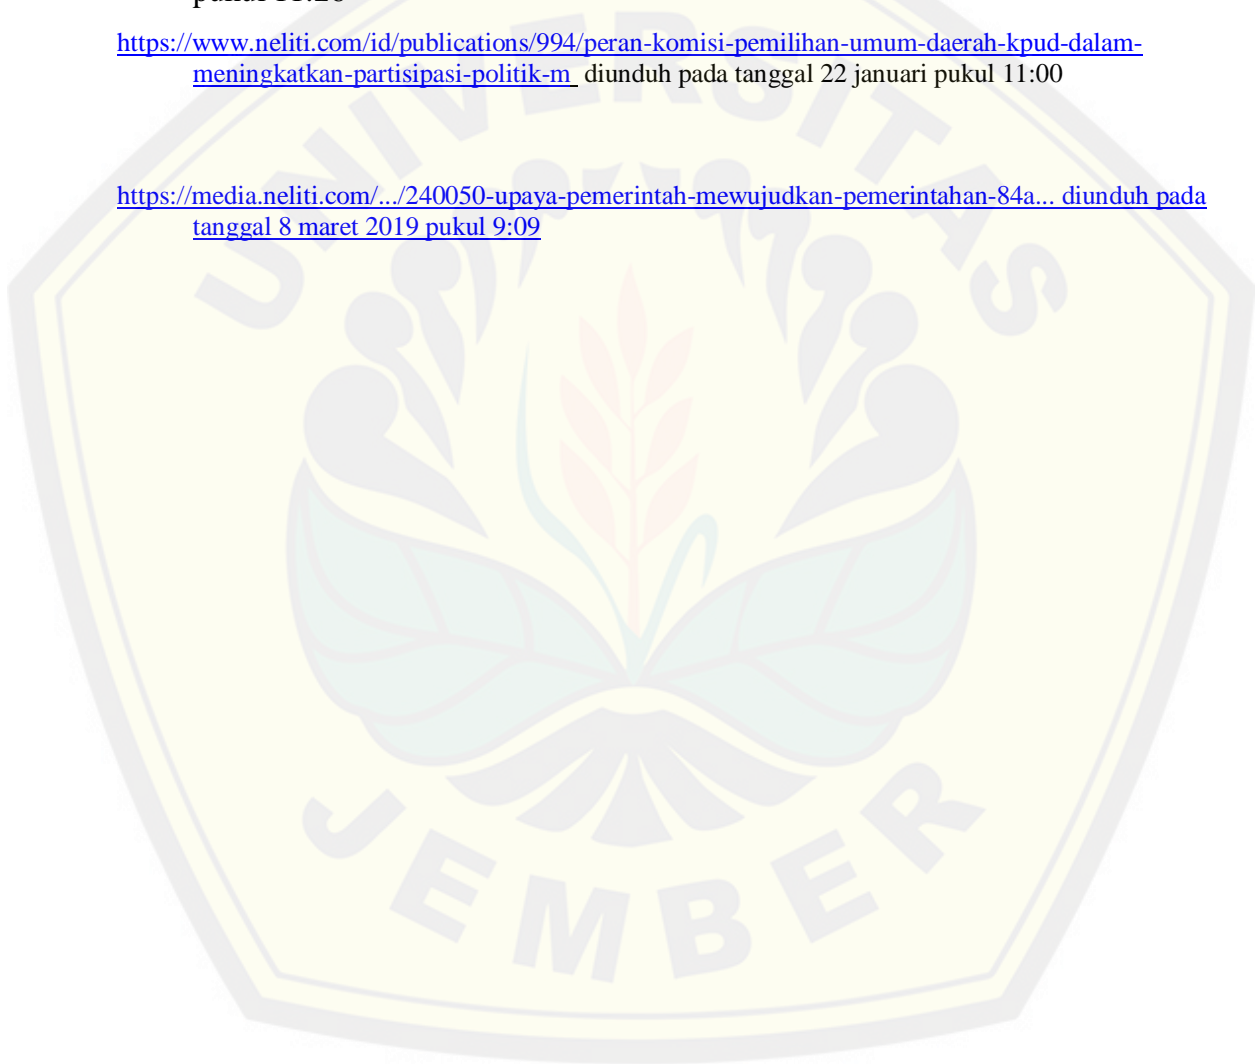 https://www.neliti.com/id/publications/994/peran-komisi-pemilihan-umum-daerah-kpud-dalam-
meningkatkan-partisipasi-politik-m diunduh pada tanggal 22 januari pukul 11:00
https://media.neliti.com/.../240050-upaya-pemerintah-mewujudkan-pemerintahan-84a... diunduh pada
tanggal 8 maret 2019 pukul 9:09
UNIVERSITAS
JEMBER